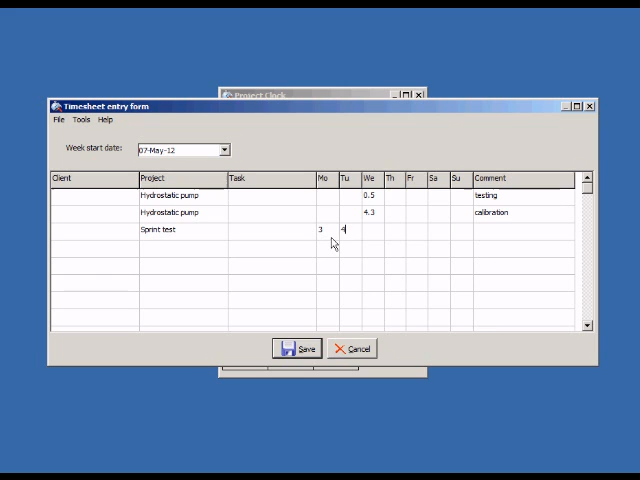 Project Clock
Timesheet entry form
File Tools Help
Week start date: 07-May-12
Client Project Task Mo Tu We Th Fr Sa Su Comment
Hydrostatic pump 0.5 testing
Hydrostatic pump 4.3 calibration
Sprint test 3 4
Save Cancel